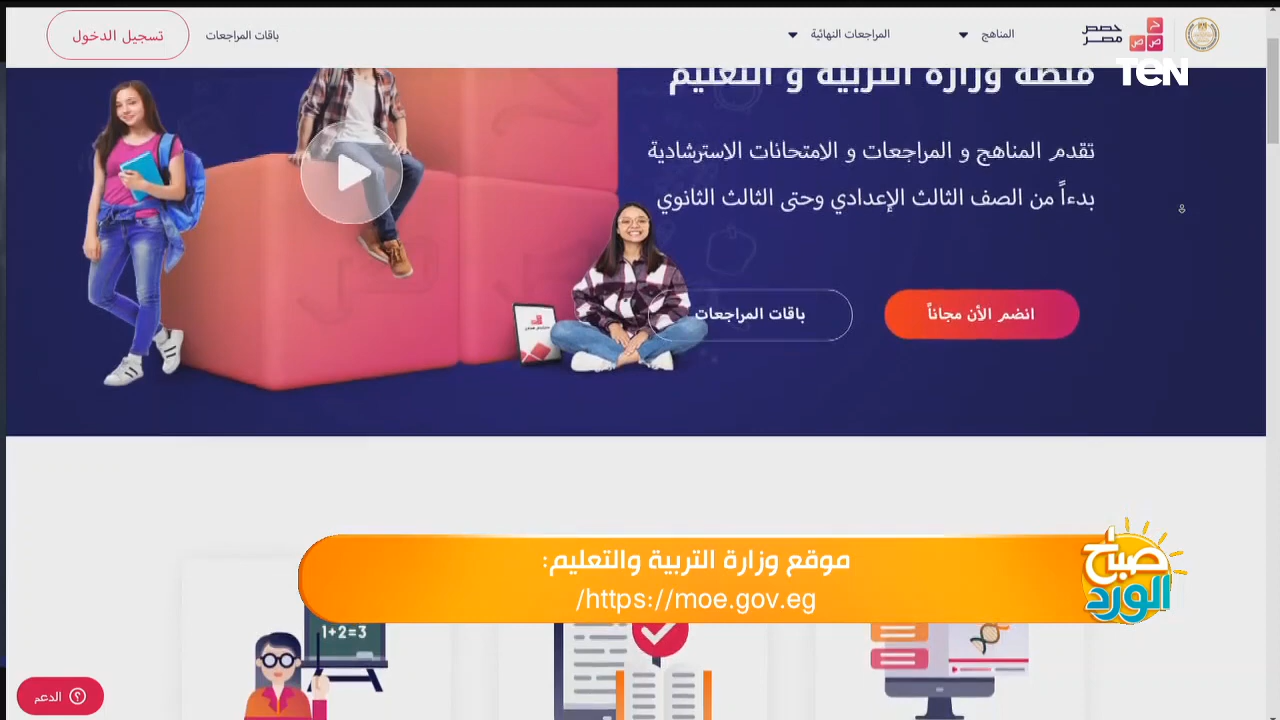 حصص
مصر
المناهج
المراجعات النهائية
باقات المراجعات
تسجيل الدخول
TEN
منصة وزارة التربية و التعليم
تقدم المناهج و المراجعات و الامتحانات الاسترشادية
بدءاً من الصف الثالث الإعدادي وحتى الثالث الثانوي
انضم الأن مجاناً
باقات المراجعات
صباح
الورد
موقع وزارة التربية والتعليم:
https://moe.gov.eg/
1+2=3
الدعم